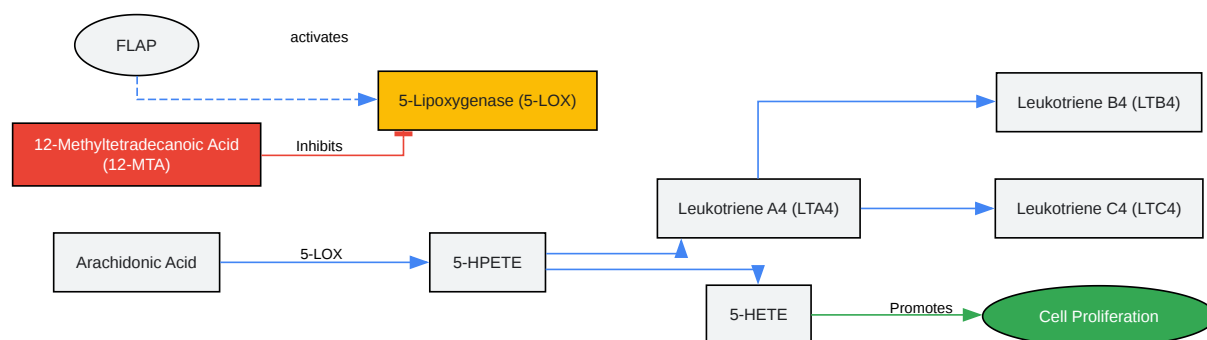 FLAP
activates
5-Lipoxygenase (5-LOX)
12-Methyltetradecanoic Acid
(12-MTA)
Inhibits
Leukotriene B4 (LTB4)
Leukotriene A4 (LTA4)
Leukotriene C4 (LTC4)
Arachidonic Acid
5-LOX
5-HPETE
5-HETE
Promotes
Cell Proliferation